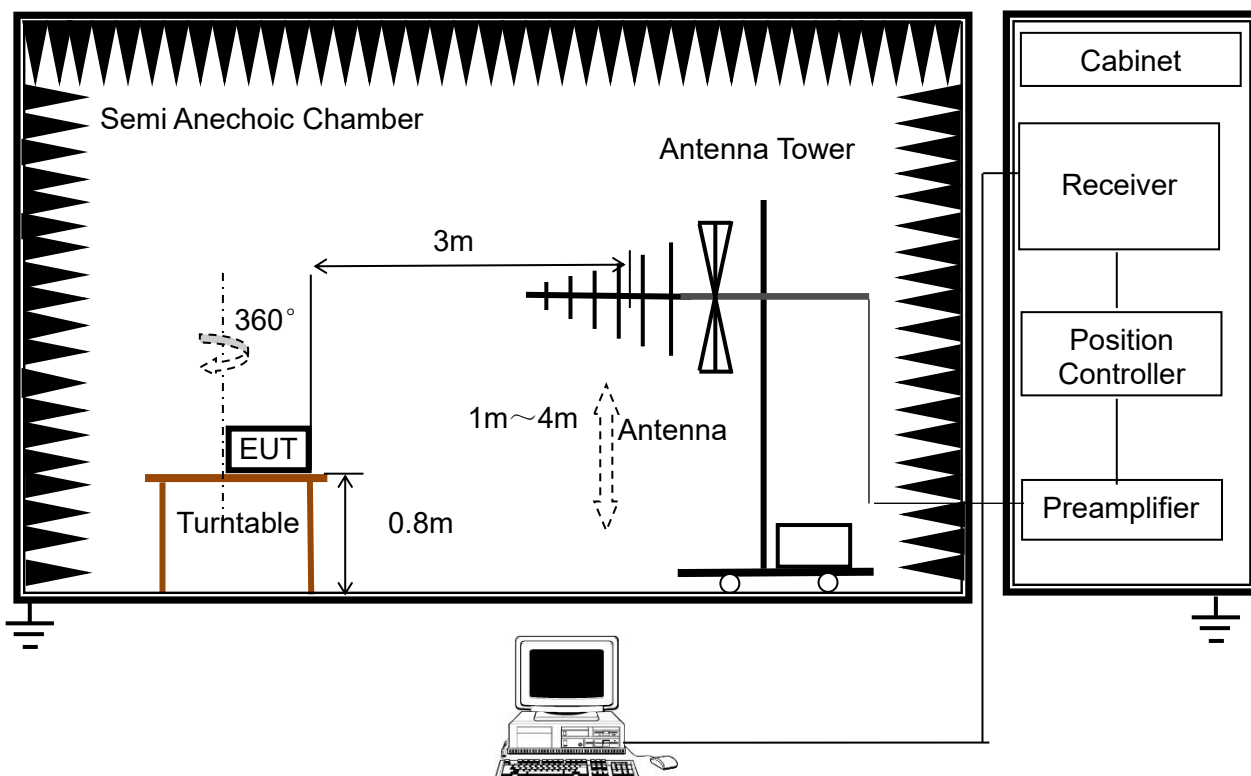 Cabinet
Semi Anechoic Chamber
Antenna Tower
Receiver
3m
360°
Position
Controller
1m～4m
Antenna
EUT
Turntable
0.8m
Preamplifier